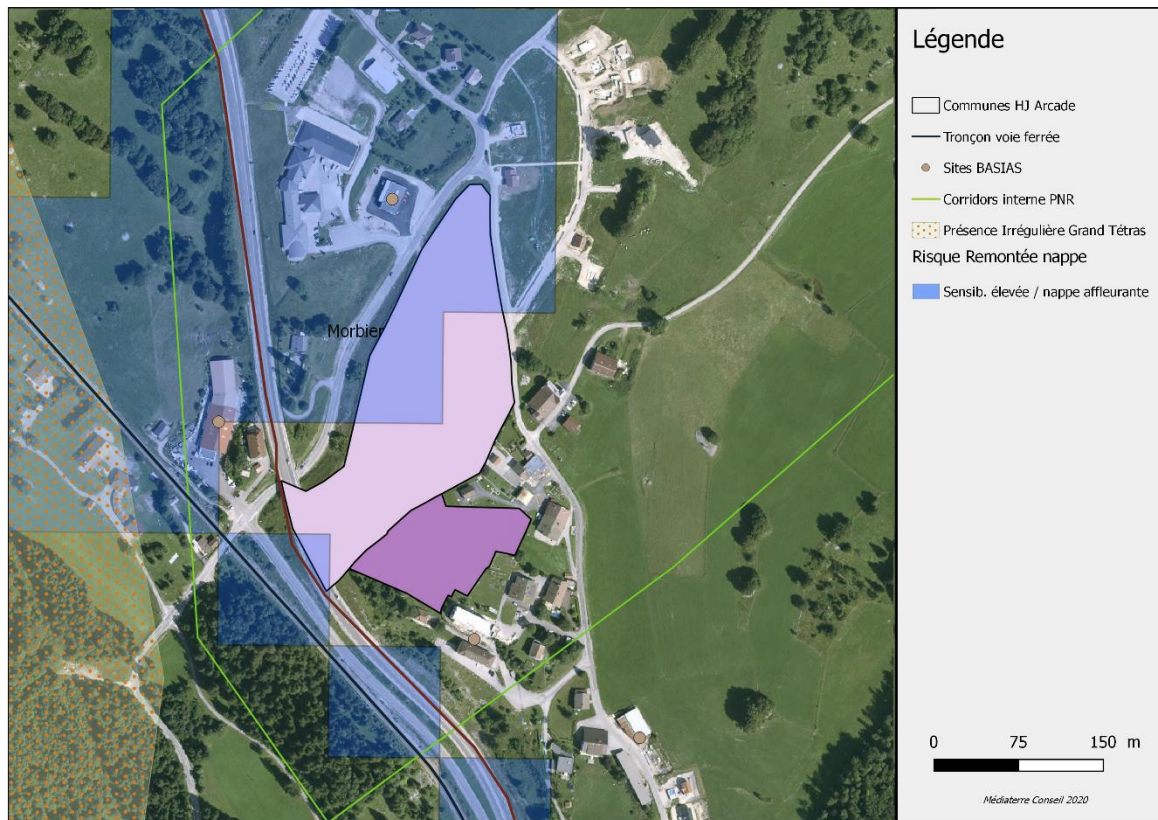 Morbier
Légende
Communes HJ Arcade
Tronçon voie ferrée
Sites BASIAS
Corridors interne PNR
Présence Irrégulière Grand Tétras
Risque Remontée nappe
Sensib. élevée / nappe affleurante
0 75 150 m
Médiaterre Conseil 2020